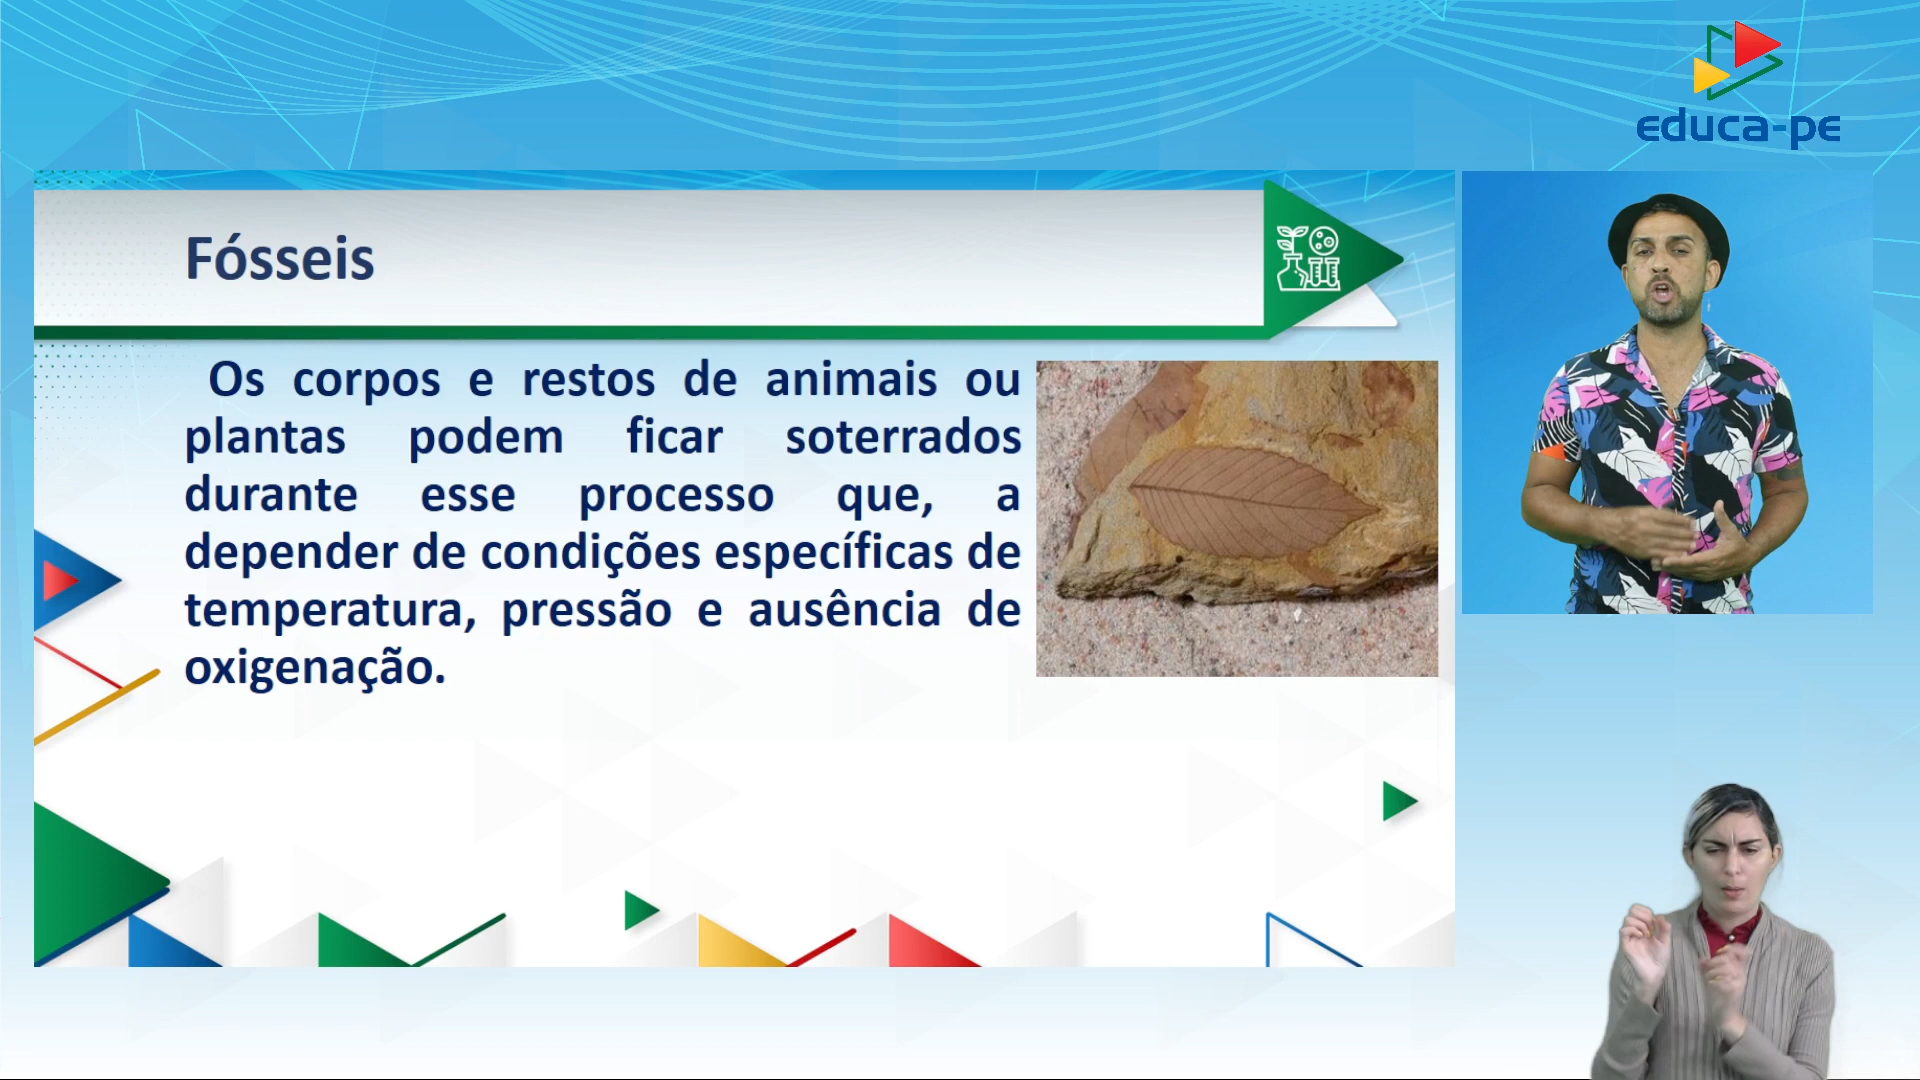 educa-pe
Fósseis
Os corpos e restos de animais ou
plantas podem ficar soterrados
durante esse processo que, a
depender de condições específicas de
temperatura, pressão e ausência de
oxigenação.